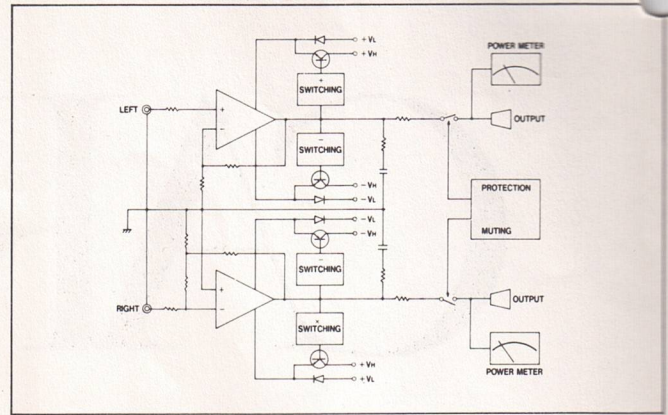 + VL
+ VH
POWER METER
+
SWITCHING
LEFT
+
−
OUTPUT
−
SWITCHING
− VH
− VL
PROTECTION
MUTING
− VL
− VH
−
SWITCHING
+
−
RIGHT
OUTPUT
×
SWITCHING
+ VH
+ VL
POWER METER